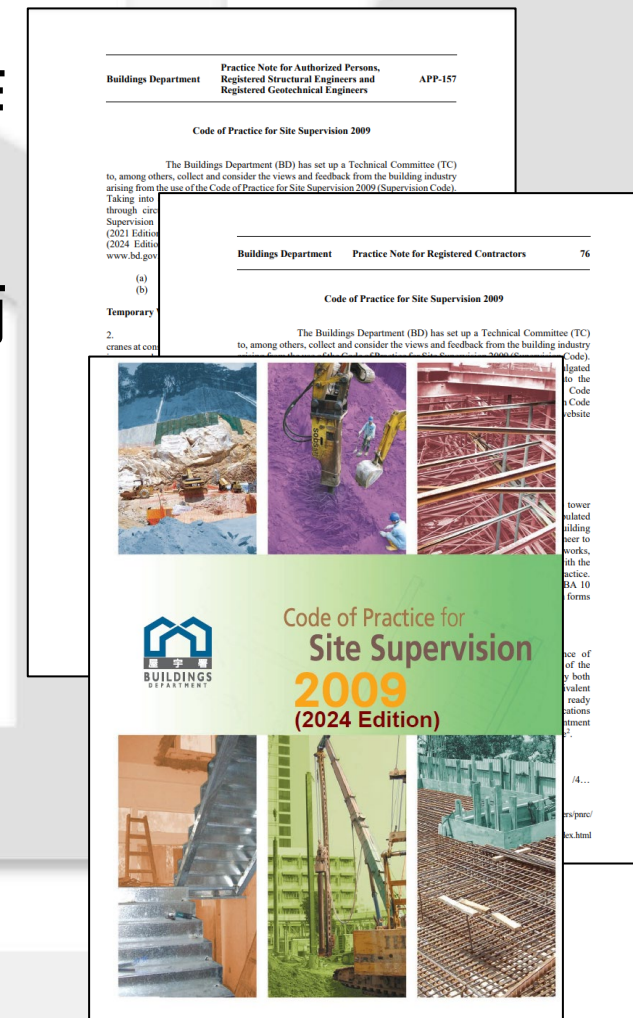 Buildings Department
Practice Note for Authorized Persons,
Registered Structural Engineers and
Registered Geotechnical Engineers
APP-157
Code of Practice for Site Supervision 2009
The Buildings Department (BD) has set up a Technical Committee (TC)
to, among others, collect and consider the views and feedback from the building industry
arising from the use of the Code of Practice for Site Supervision 2009 (Supervision Code).
Taking into
through circ
Supervision
(2021 Edition
(2024 Editio
www.bd.gov
(a)
(b)
Temporary
2.
cranes at cons
Buildings Department Practice Note for Registered Contractors 76
Code of Practice for Site Supervision 2009
The Buildings Department (BD) has set up a Technical Committee (TC)
to, among others, collect and consider the views and feedback from the building industry
Code).
ulgated
to the
Code
Code
website
tower
pulated
uilding
neer to
works,
ith the
actice.
BA 10
forms
nce of
of the
y both
ivalent
ready
cations
ntment
/4…
ers/pnrc/
dex.html
Code of Practice for
Site Supervision
2009
(2024 Edition)
屋宇署
BUILDINGS
DEPARTMENT